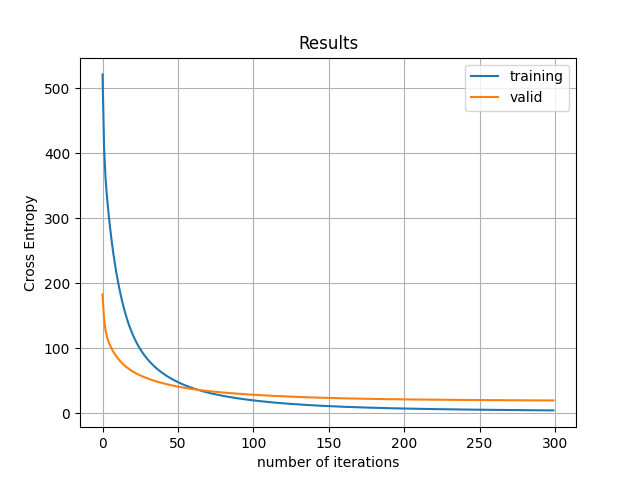 Results
training
valid
Cross Entropy
500
400
300
200
100
0
0 50 100 150 200 250 300
number of iterations